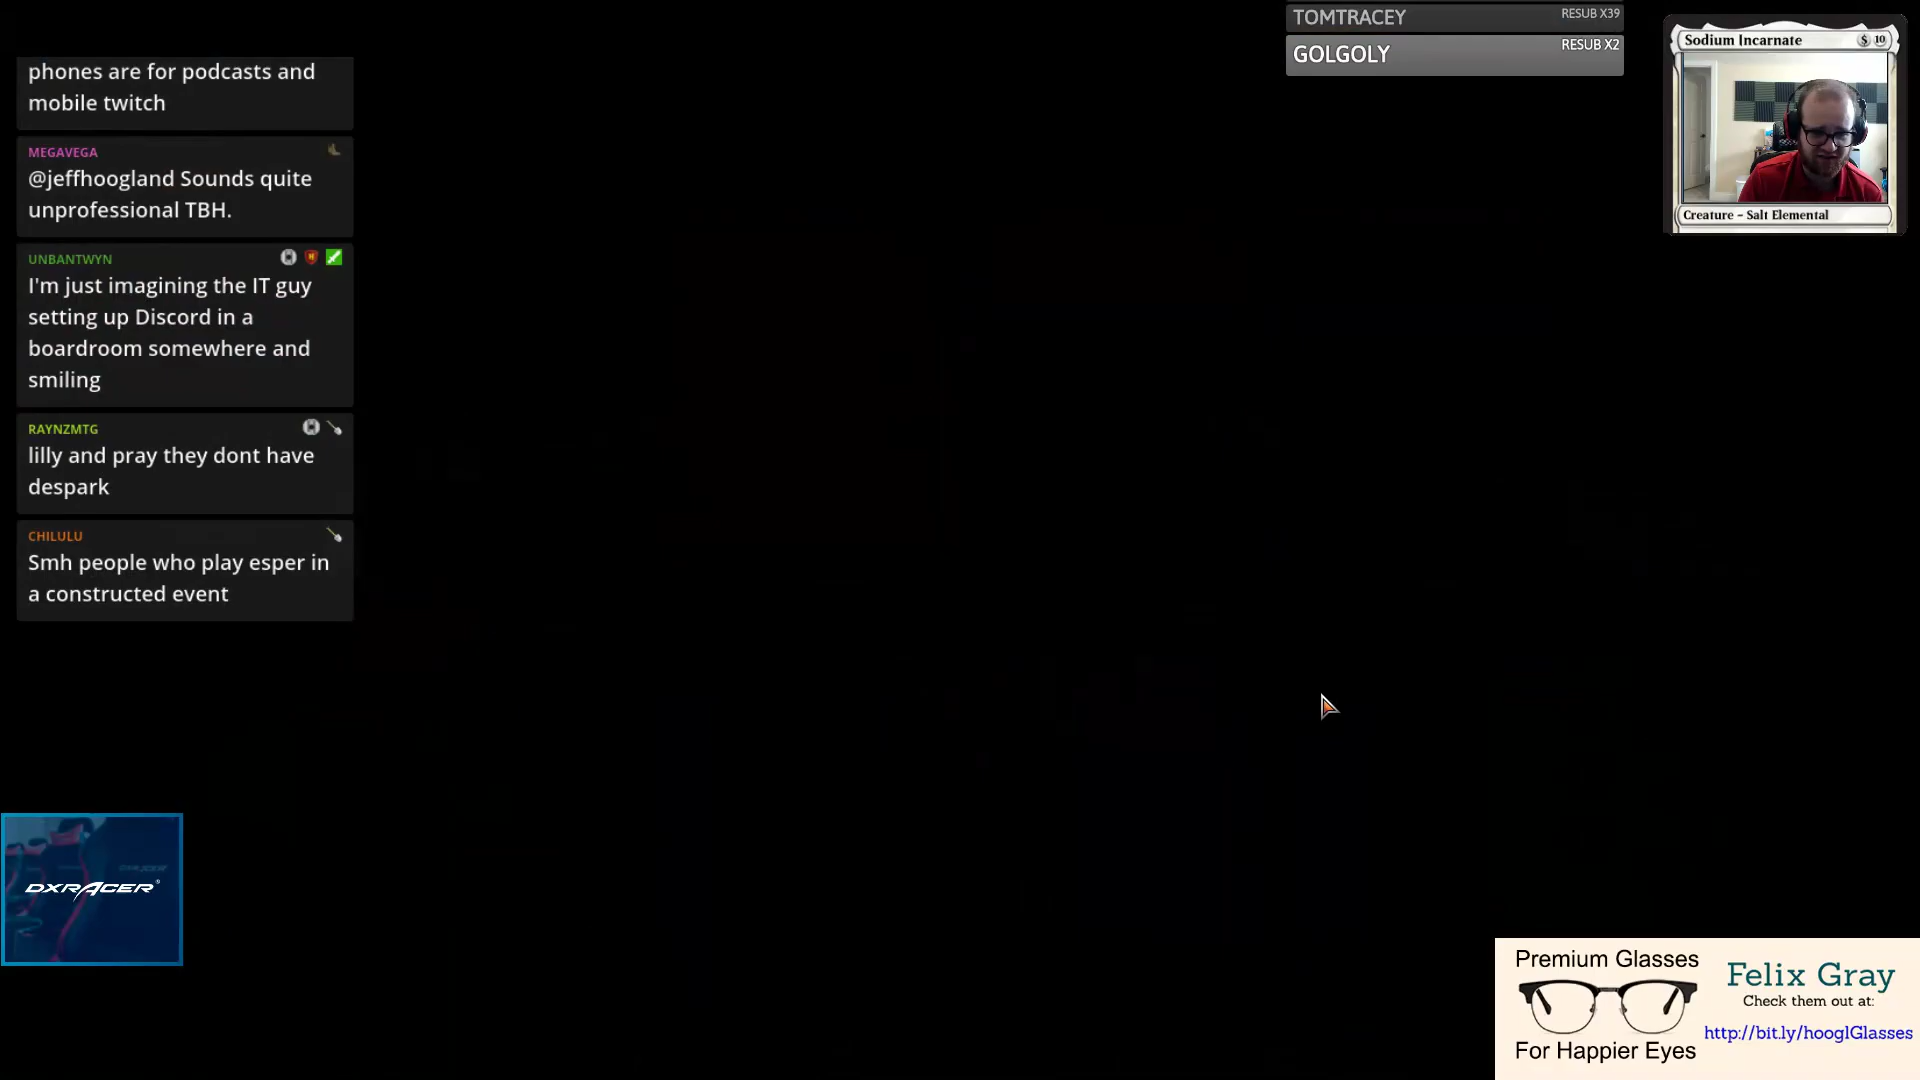 TOMTRACEY RESUB X39
GOLGOLY RESUB X2
Sodium Incarnate $ 10
Creature – Salt Elemental
phones are for podcasts and
mobile twitch
MEGAVEGA
@jeffhoogland Sounds quite
unprofessional TBH.
UNBANTWYN
I'm just imagining the IT guy
setting up Discord in a
boardroom somewhere and
smiling
RAYNZMTG
lilly and pray they dont have
despark
CHILULU
Smh people who play esper in
a constructed event
DXRACER®
Premium Glasses
For Happier Eyes
Felix Gray
Check them out at:
http://bit.ly/hooglGlasses